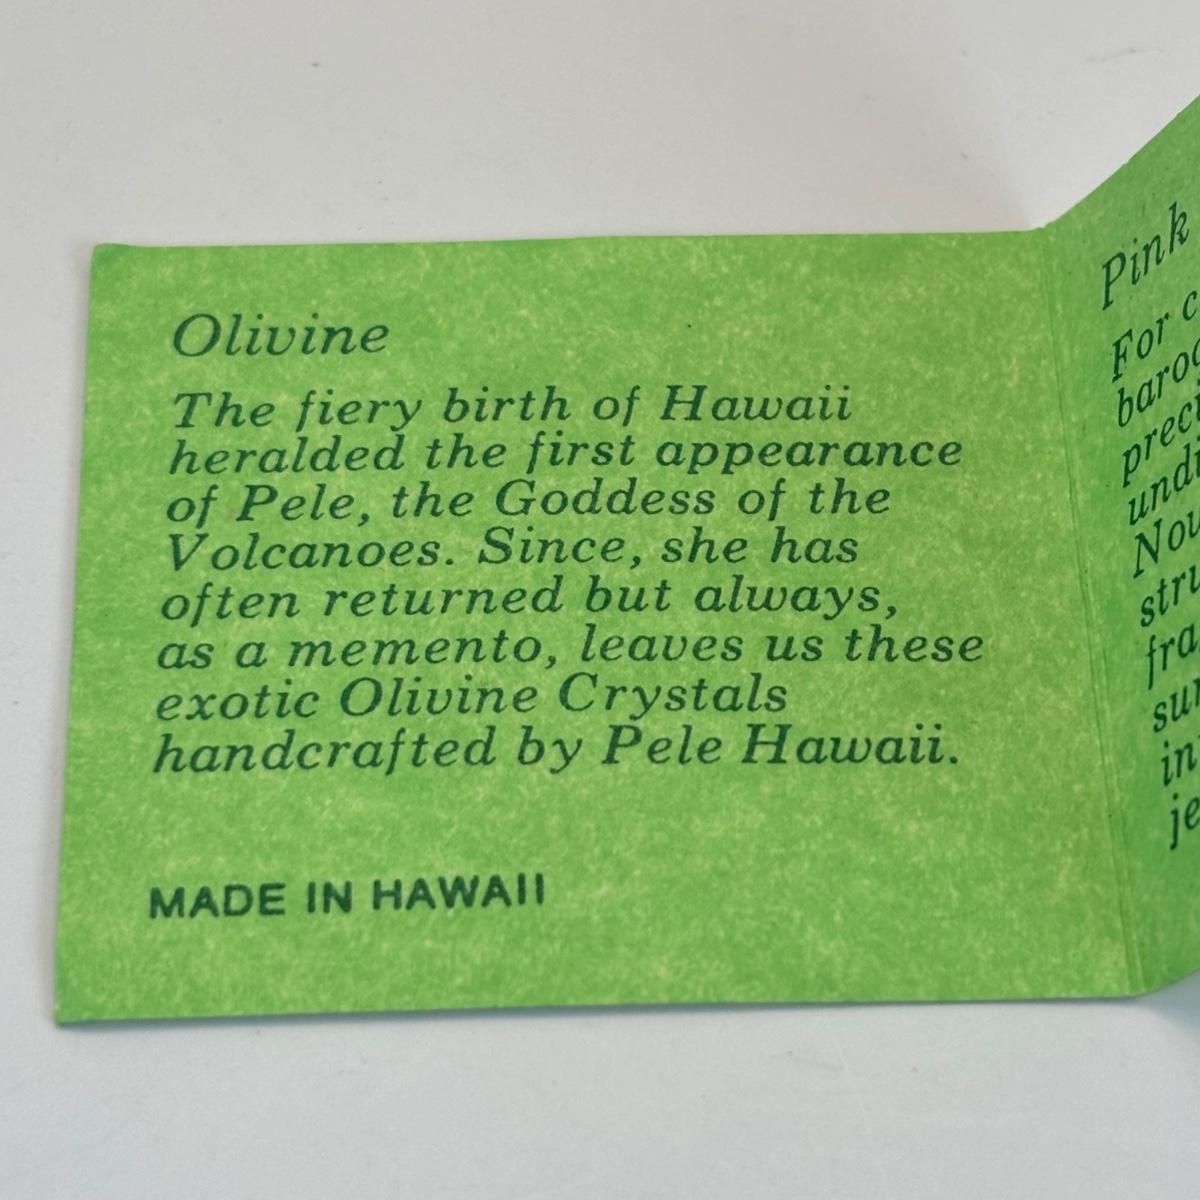 Olivine
The fiery birth of Hawaii
heralded the first appearance
of Pele, the Goddess of the
Volcanoes. Since, she has
often returned but always,
as a memento, leaves us these
exotic Olivine Crystals
handcrafted by Pele Hawaii.
MADE IN HAWAII
Pink
For